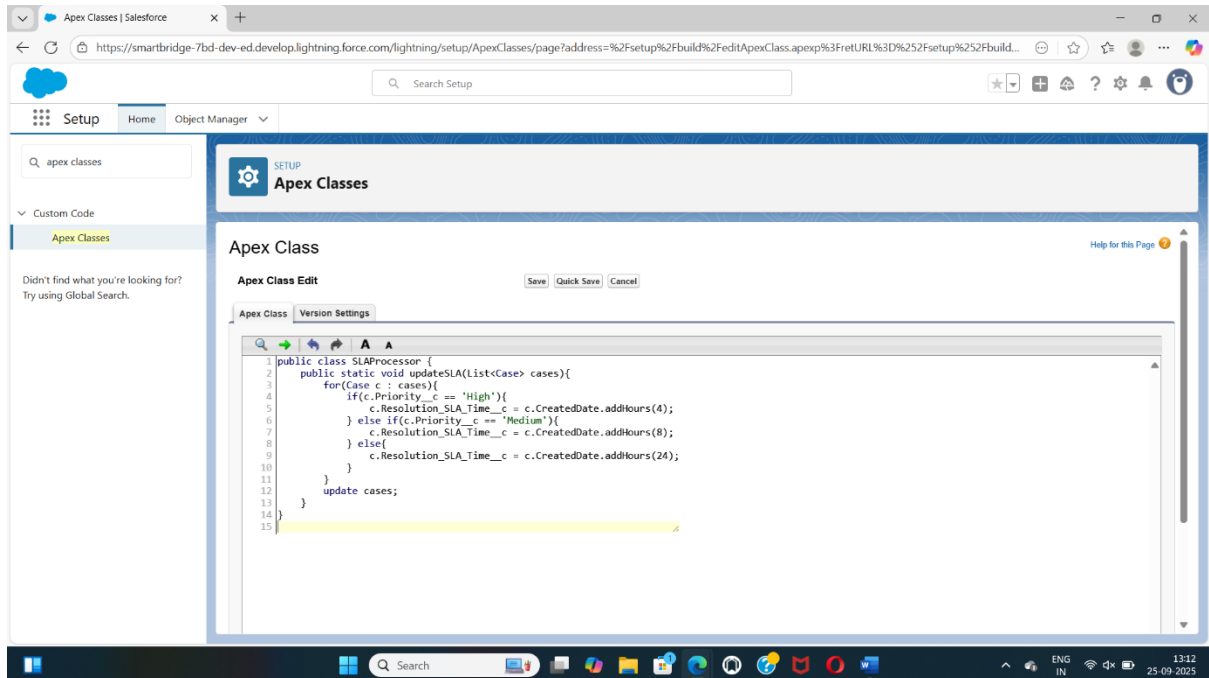 Apex Classes | Salesforce
https://smartbridge-7bd-dev-ed.develop.lightning.force.com/lightning/setup/ApexClasses/page?address=%2Fsetup%2Fbuild%2FeditApexClass.apexp%3FretURL%3D%252Fsetup%252Fbuild...
Search Setup
Setup Home Object Manager
apex classes
Custom Code
Apex Classes
Didn't find what you're looking for?
Try using Global Search.
SETUP
Apex Classes
Apex Class
Help for this Page
Apex Class Edit Save Quick Save Cancel
Apex Class Version Settings
A A
1 public class SLAProcessor {
2     public static void updateSLA(List<Case> cases){
3         for(Case c : cases){
4             if(c.Priority__c == 'High'){
5                 c.Resolution_SLA_Time__c = c.CreatedDate.addHours(4);
6             } else if(c.Priority__c == 'Medium'){
7                 c.Resolution_SLA_Time__c = c.CreatedDate.addHours(8);
8             } else{
9                 c.Resolution_SLA_Time__c = c.CreatedDate.addHours(24);
10             }
11         }
12         update cases;
13     }
14 }
15
Search
ENG
IN
13:12
25-09-2025